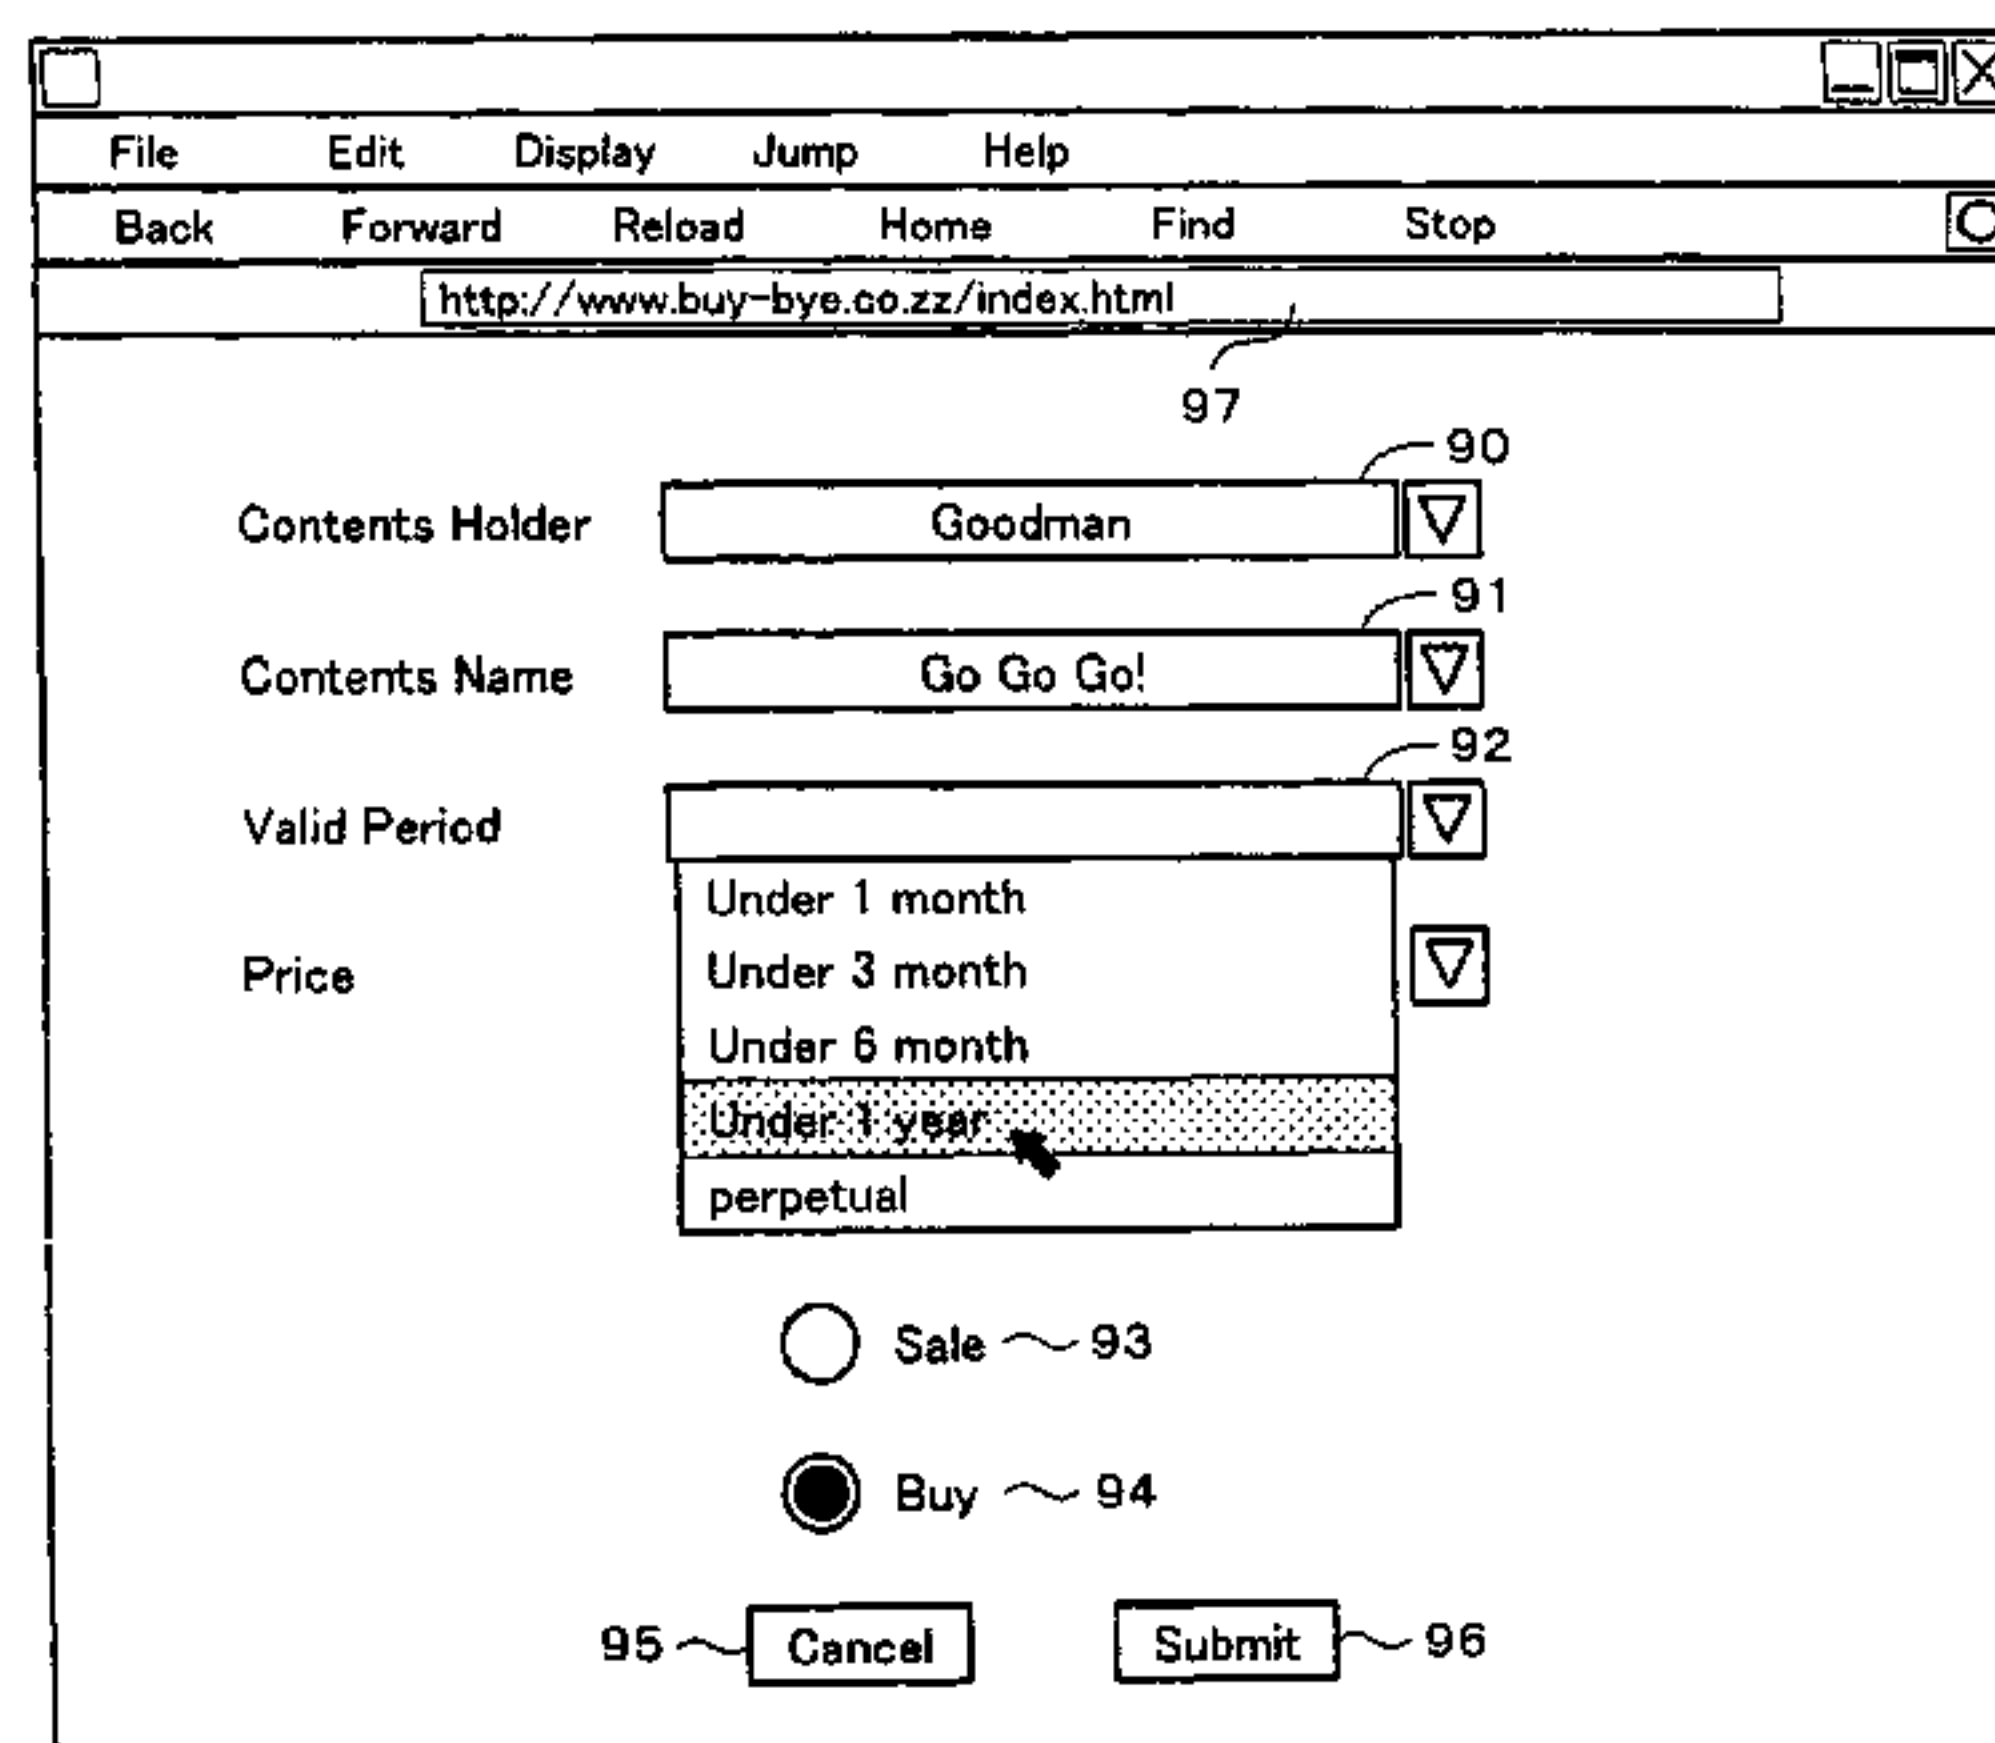 File Edit Display Jump Help
Back Forward Reload Home Find Stop
http://www.buy-bye.co.zz/index.html
97
90
Contents Holder Goodman
91
Contents Name Go Go Go!
92
Valid Period
Under 1 month
Price Under 3 month
Under 6 month
Under 1 year
perpetual
Sale 93
Buy 94
95 Cancel Submit 96